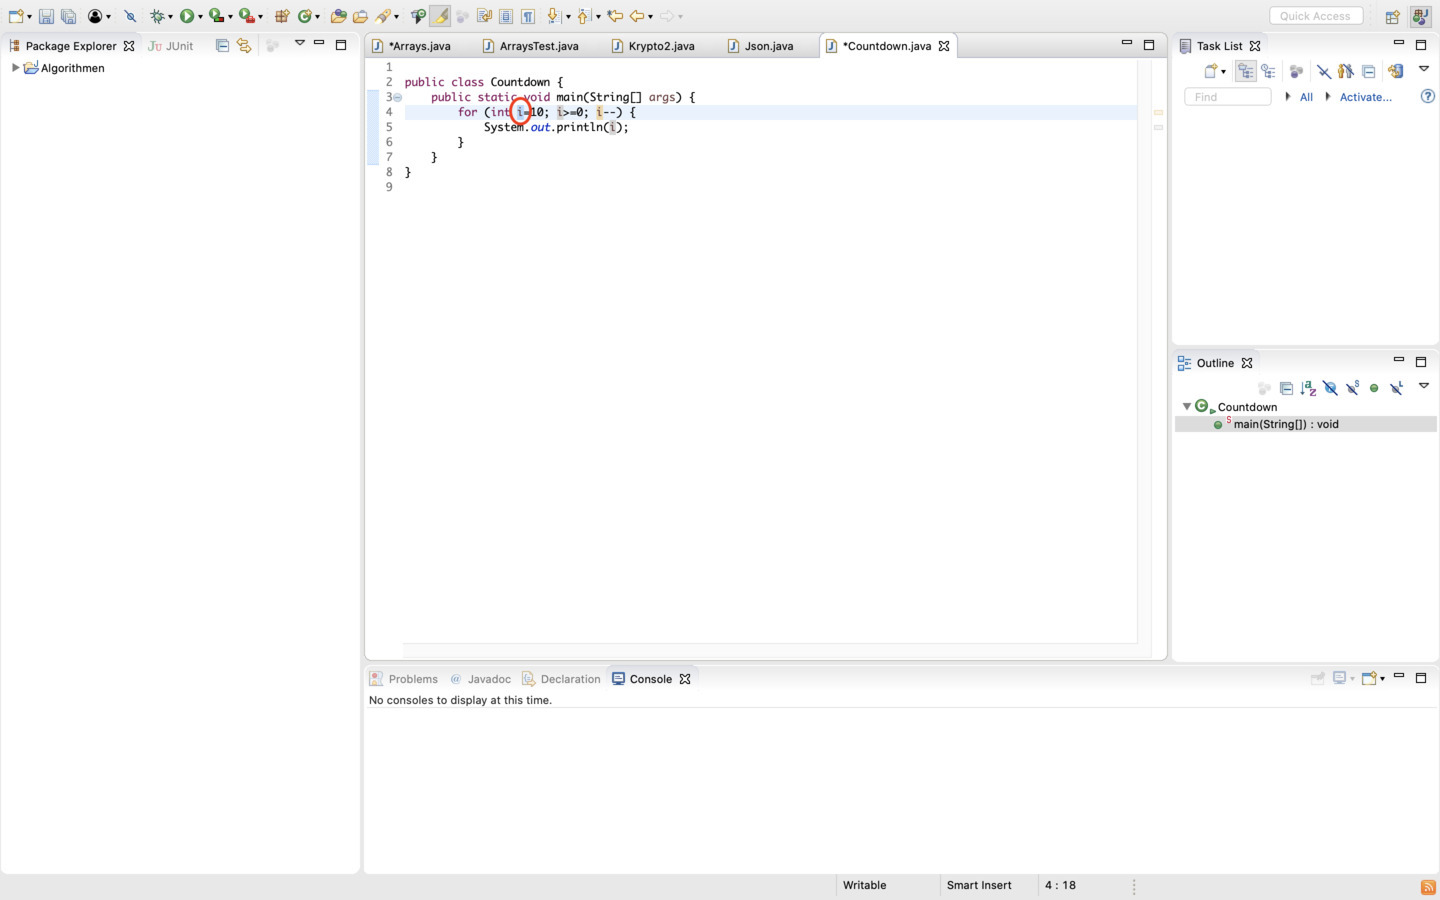 Quick Access
Package Explorer
JUnit
Algorithmen
*Arrays.java
ArraysTest.java
Krypto2.java
Json.java
*Countdown.java
1
2 public class Countdown {
3 public static void main(String[] args) {
4 for (int i=10; i>=0; i--) {
5 System.out.println(i);
6 }
7 }
8 }
9
Task List
Find
All
Activate...
Outline
Countdown
main(String[]) : void
Problems
@ Javadoc
Declaration
Console
No consoles to display at this time.
Writable
Smart Insert
4 : 18